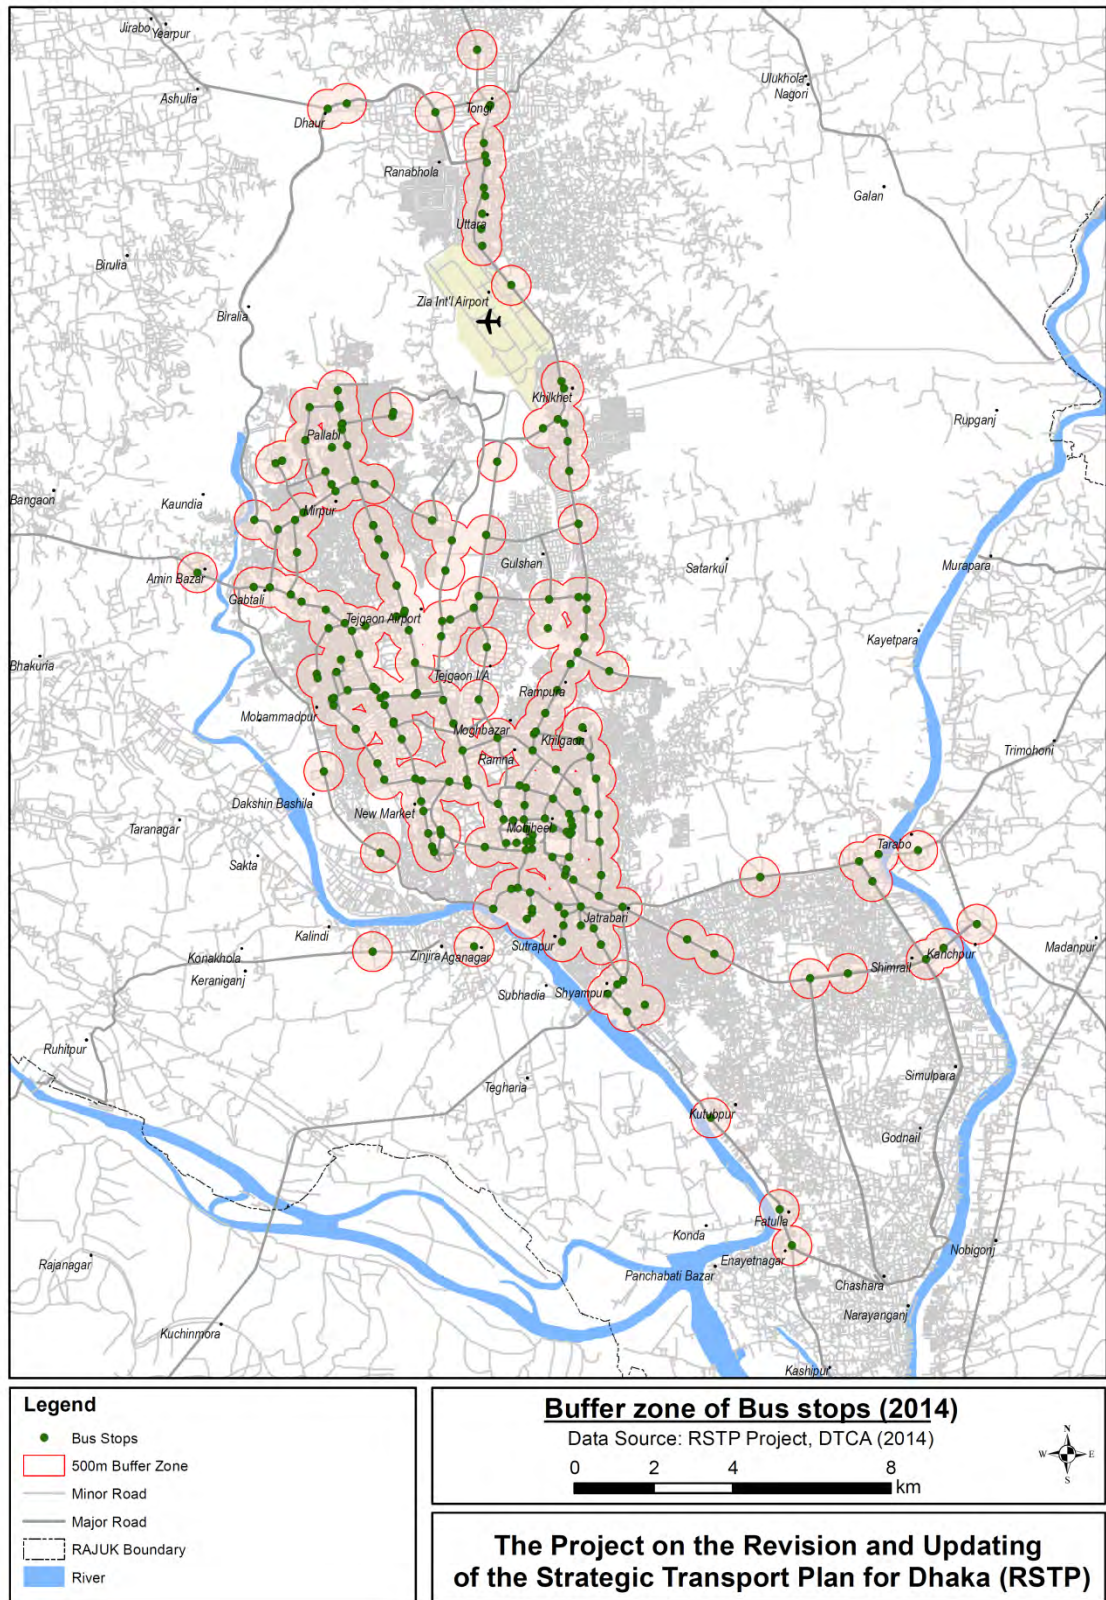 Jirabo
Yearpur
Ulukhola
Nagori
Ashulia
Tongi
Dhaur
Ranabhola
Galan
Uttara
Birulia
Zia Int'l Airport
Biralia
Khilkhet
Rupganj
Pallabi
Bangaon
Kaundia
Mirpur
Gulshan
Satarkul
Murapara
Amin Bazar
Gabtali
Tejgaon Airport
Kayetpara
Bhakuria
Tejgaon I/A
Rampura
Mohammadpur
Moghbazar
Khilgaon
Ramna
Trimohoni
Dakshin Bashila
New Market
Taranagar
Motijheel
Tarabo
Sakta
Jatrabari
Kalindi
Konakhola
Zinjira
Aganagar
Sutrapur
Kanchpur
Madanpur
Keraniganj
Shimrail
Subhadia
Shyampur
Ruhitpur
Simulpara
Tegharia
Kutubpur
Godnail
Fatulla
Konda
Nobigonj
Rajanagar
Enayetnagar
Panchabati Bazar
Chashara
Narayanganj
Kuchinmora
Kashipur
Legend
Bus Stops
500m Buffer Zone
Minor Road
Major Road
RAJUK Boundary
River
Buffer zone of Bus stops (2014)
Data Source: RSTP Project, DTCA (2014)
0 2 4 8
km
N
W E
S
The Project on the Revision and Updating
of the Strategic Transport Plan for Dhaka (RSTP)